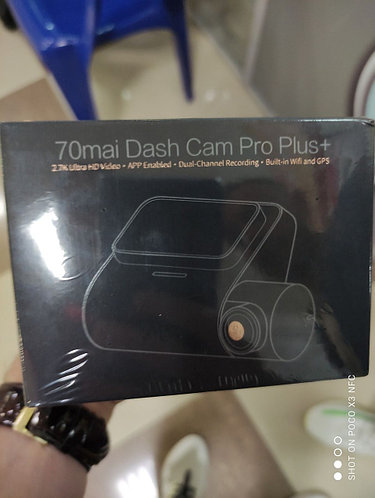 70mai Dash Cam Pro Plus+
2.7K Ultra HD Video • APP Enabled • Dual-Channel Recording • Built-in Wifi and GPS
SHOT ON POCO X3 NFC